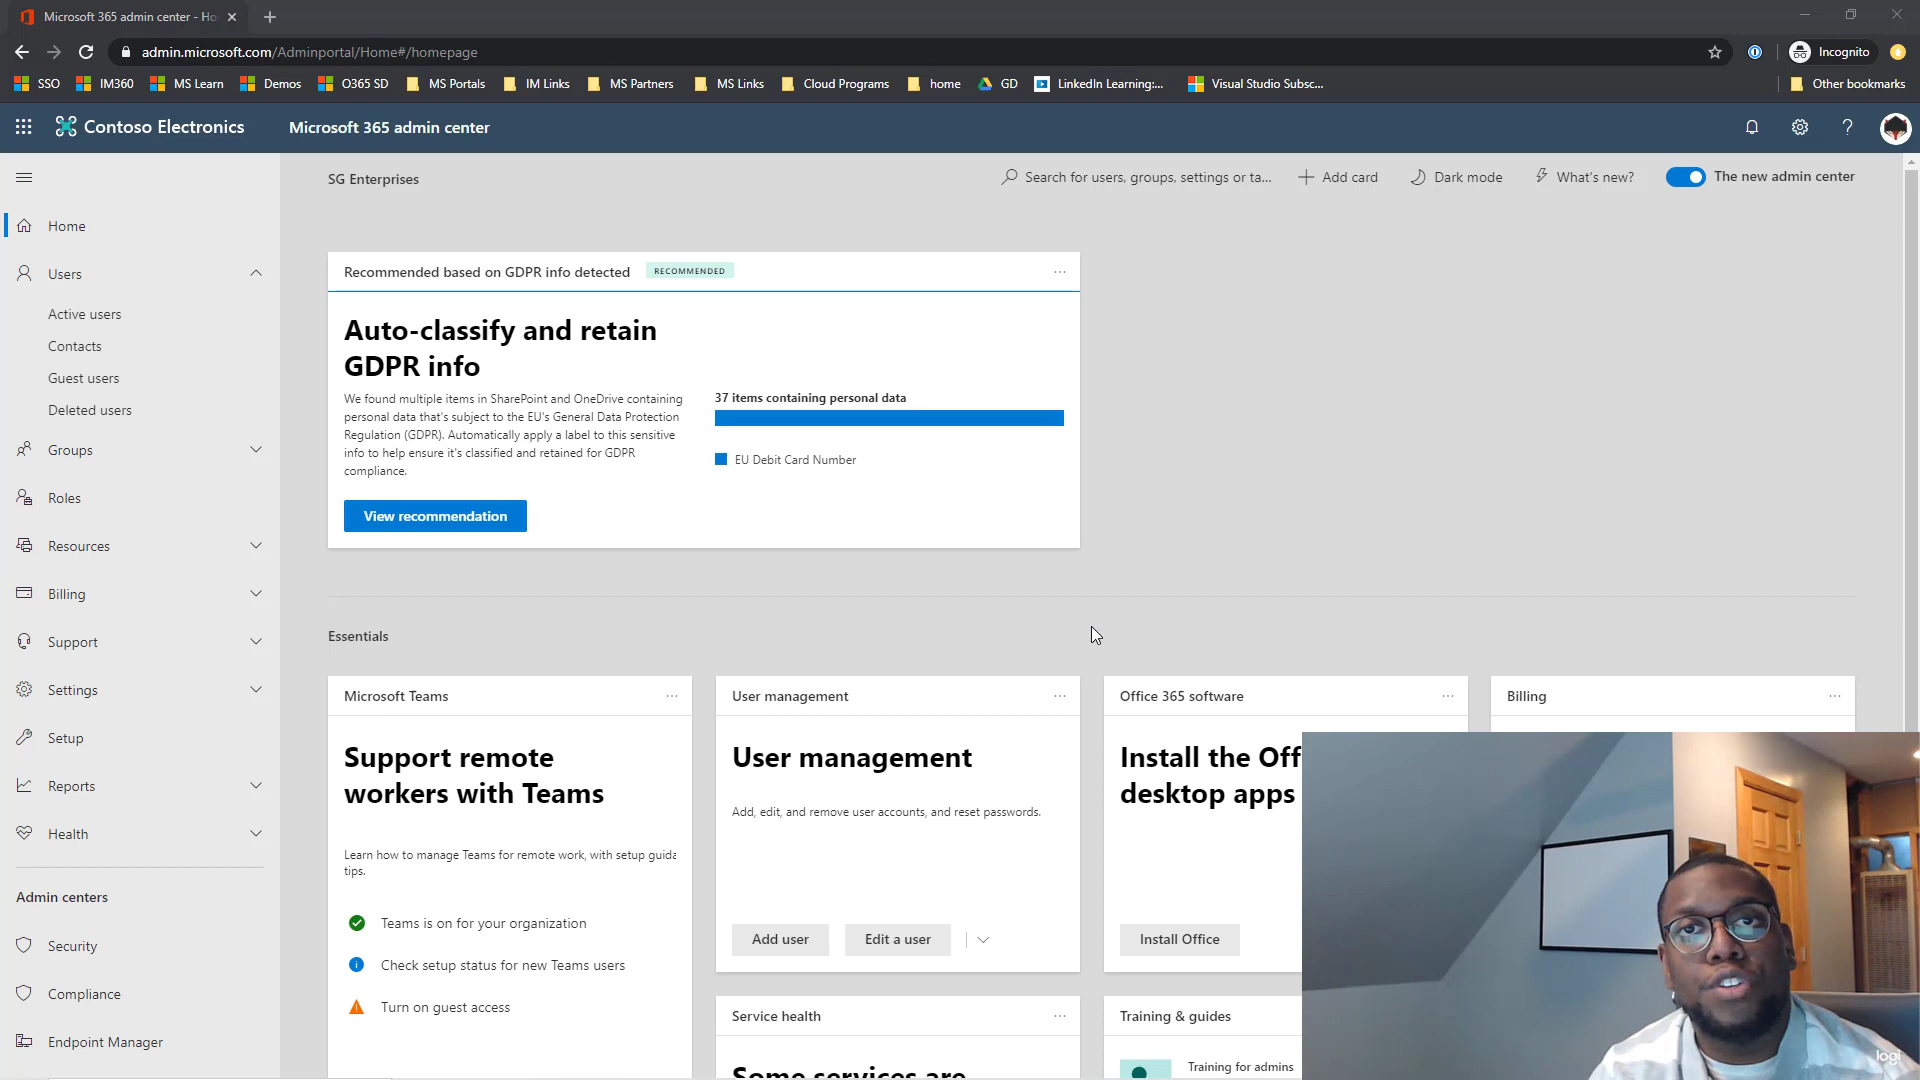 Microsoft 365 admin center - Ho
admin.microsoft.com/Adminportal/Home#/homepage
Incognito
SSO
IM360
MS Learn
Demos
O365 SD
MS Portals
IM Links
MS Partners
MS Links
Cloud Programs
home
GD
LinkedIn Learning:...
Visual Studio Subsc...
Other bookmarks
Contoso Electronics
Microsoft 365 admin center
SG Enterprises
Search for users, groups, settings or ta...
Add card
Dark mode
What's new?
The new admin center
Home
Users
Active users
Contacts
Guest users
Deleted users
Groups
Roles
Resources
Billing
Support
Settings
Setup
Reports
Health
Admin centers
Security
Compliance
Endpoint Manager
Recommended based on GDPR info detected
RECOMMENDED
Auto-classify and retain
GDPR info
We found multiple items in SharePoint and OneDrive containing
personal data that's subject to the EU's General Data Protection
Regulation (GDPR). Automatically apply a label to this sensitive
info to help ensure it's classified and retained for GDPR
compliance.
37 items containing personal data
EU Debit Card Number
View recommendation
Essentials
Microsoft Teams
Support remote
workers with Teams
Learn how to manage Teams for remote work, with setup guida
tips.
Teams is on for your organization
Check setup status for new Teams users
Turn on guest access
User management
User management
Add, edit, and remove user accounts, and reset passwords.
Add user
Edit a user
Service health
Some services are
Office 365 software
Install the Off
desktop apps
Install Office
Training & guides
Training for admins
Billing
logi